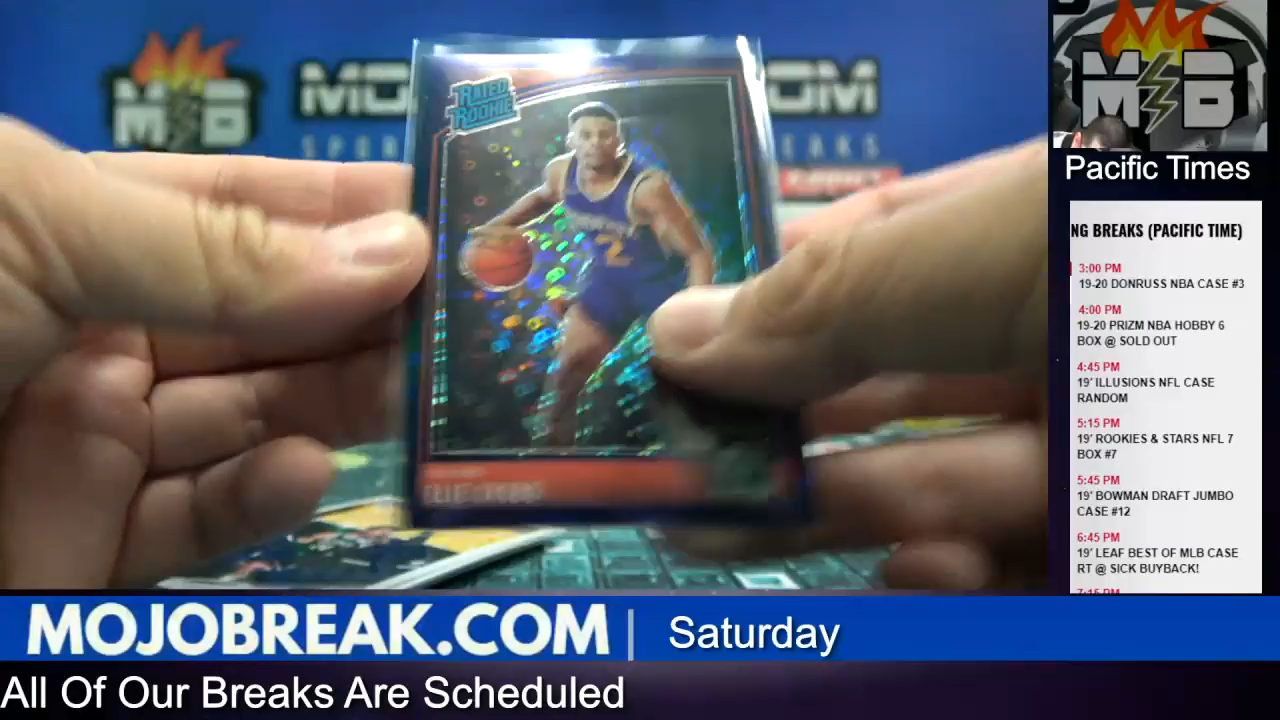 MB
RATED
ROOKIE
2
MB
Pacific Times
NG BREAKS (PACIFIC TIME)
3:00 PM
19-20 DONRUSS NBA CASE #3
4:00 PM
19-20 PRIZM NBA HOBBY 6
BOX @ SOLD OUT
4:45 PM
19' ILLUSIONS NFL CASE
RANDOM
5:15 PM
19' ROOKIES & STARS NFL 7
BOX #7
5:45 PM
19' BOWMAN DRAFT JUMBO
CASE #12
6:45 PM
19' LEAF BEST OF MLB CASE
RT @ SICK BUYBACK!
MOJOBREAK.COM | Saturday
All Of Our Breaks Are Scheduled